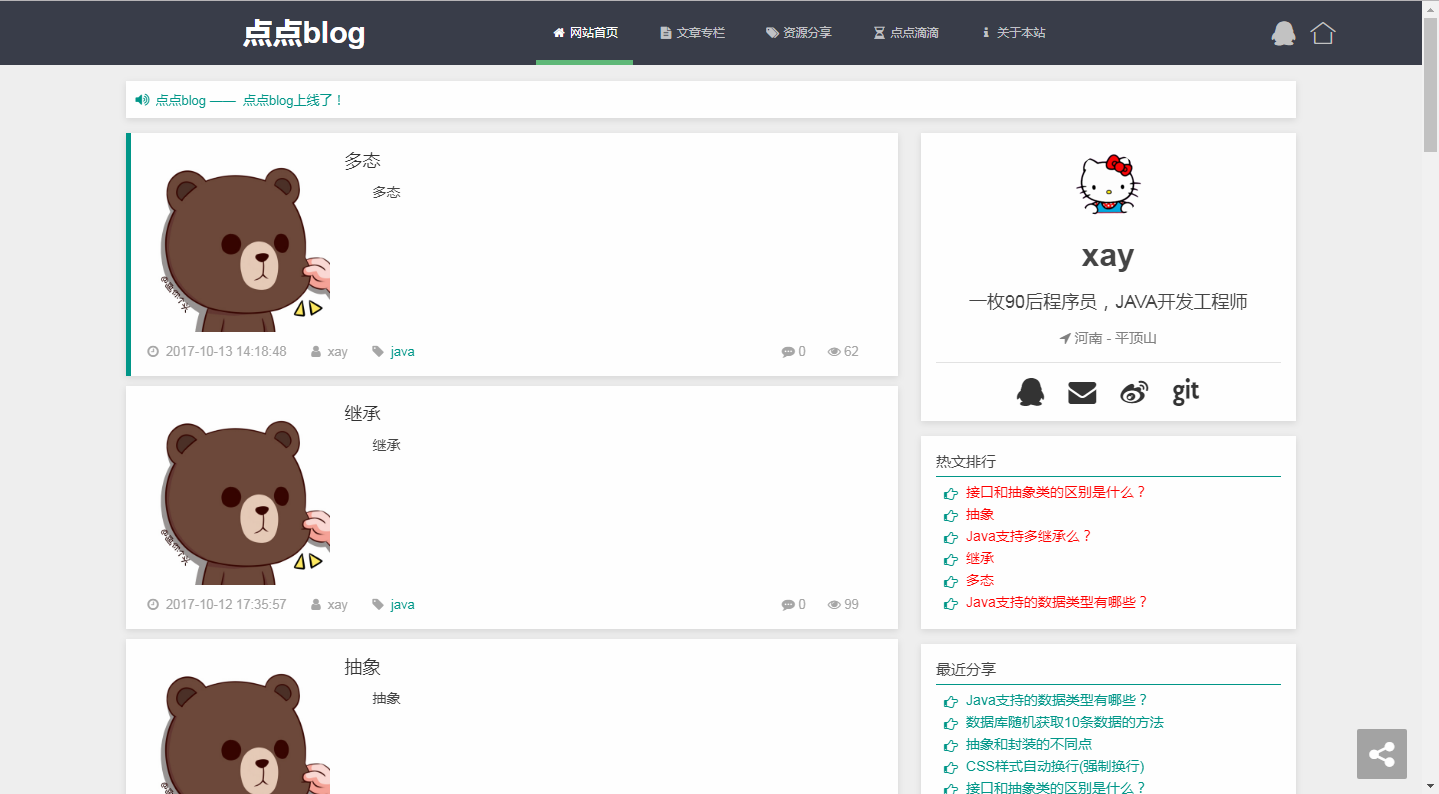 点点blog
网站首页
文章专栏
资源分享
点点滴滴
关于本站
点点blog —— 点点blog上线了！
多态
多态
2017-10-13 14:18:48 xay java 0 62
继承
继承
2017-10-12 17:35:57 xay java 0 99
抽象
抽象
xay
一枚90后程序员，JAVA开发工程师
河南 - 平顶山
git
热文排行
接口和抽象类的区别是什么？
抽象
Java支持多继承么？
继承
多态
Java支持的数据类型有哪些？
最近分享
Java支持的数据类型有哪些？
数据库随机获取10条数据的方法
抽象和封装的不同点
CSS样式自动换行(强制换行)
接口和抽象类的区别是什么？